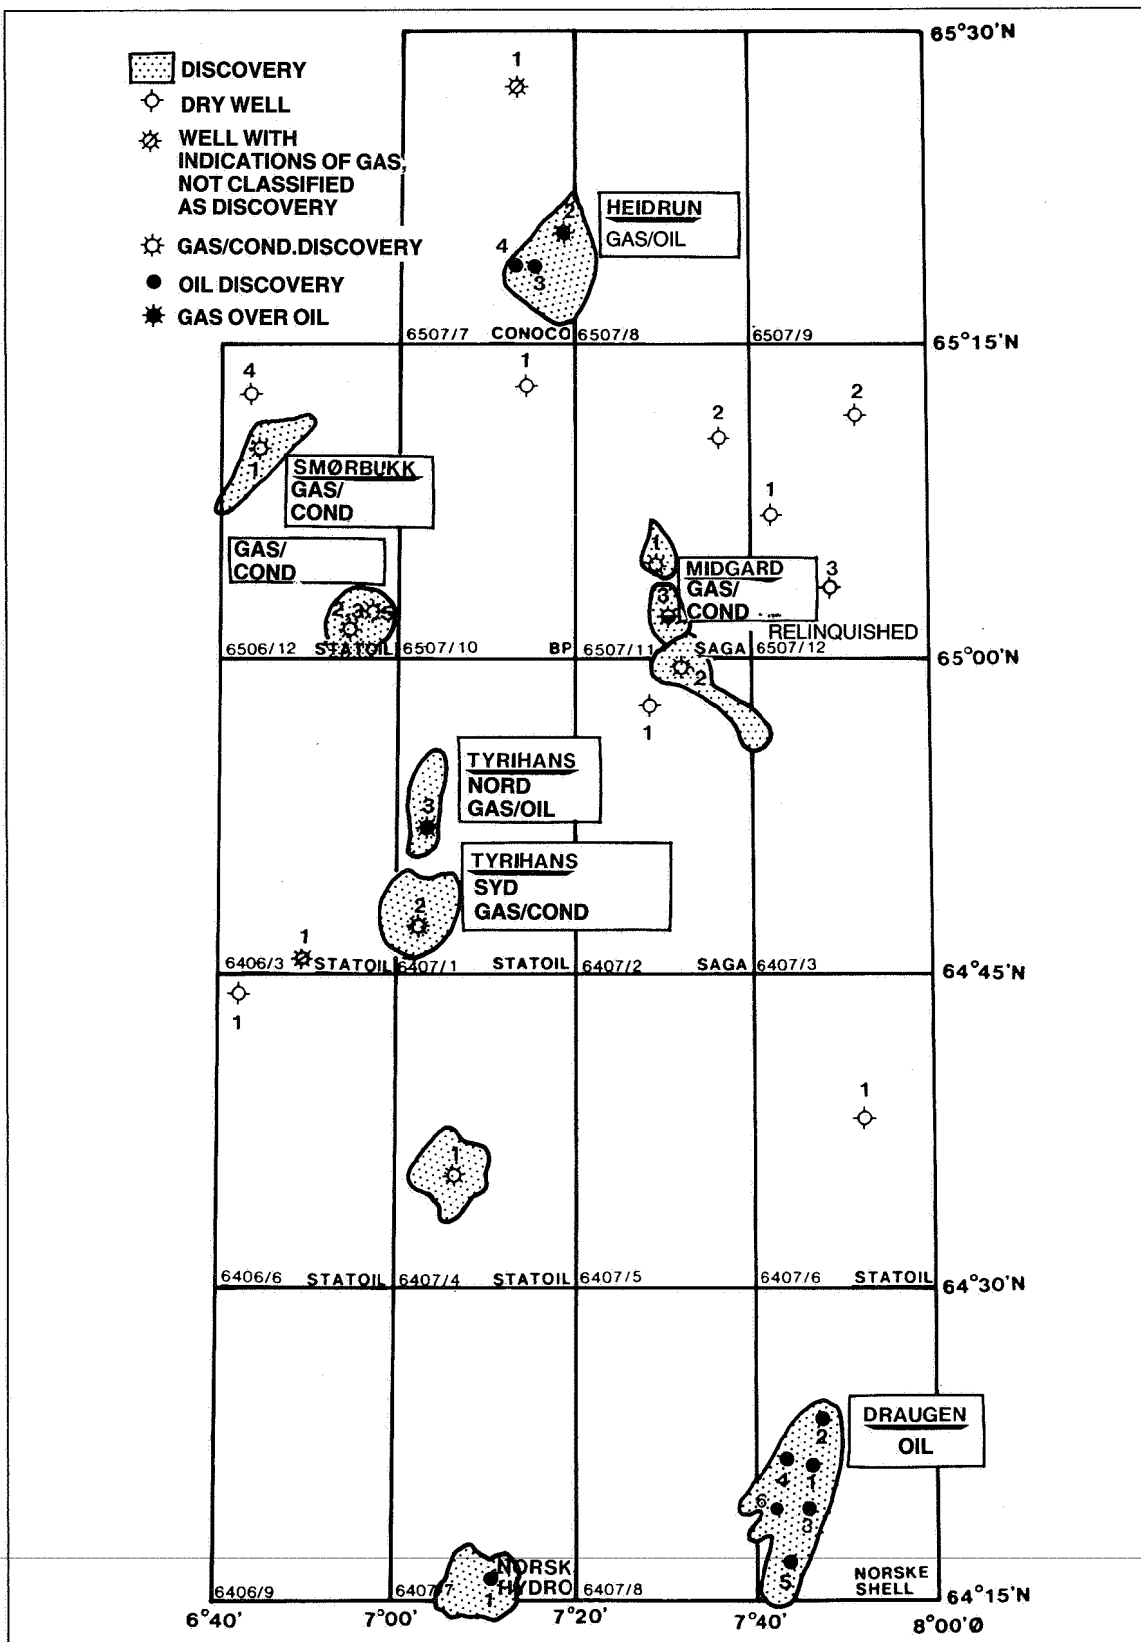 65°30'N
DISCOVERY
DRY WELL
WELL WITH
INDICATIONS OF GAS,
NOT CLASSIFIED
AS DISCOVERY
GAS/COND.DISCOVERY
OIL DISCOVERY
GAS OVER OIL
1
2
4
3
HEIDRUN
GAS/OIL
6507/7 CONOCO 6507/8 6507/9
65°15'N
4
1
2
2
1
SMØRBUKK
GAS/
COND
1
GAS/
COND
1
MIDGARD
GAS/
COND
3
3
2 3 5
RELINQUISHED
6506/12 STATOIL 6507/10 BP 6507/11 SAGA 6507/12
65°00'N
2
1
TYRIHANS
NORD
GAS/OIL
3
TYRIHANS
SYD
GAS/COND
2
1
6406/3 STATOIL 6407/1 STATOIL 6407/2 SAGA 6407/3
64°45'N
1
1
1
6406/6 STATOIL 6407/4 STATOIL 6407/5 6407/6 STATOIL
64°30'N
DRAUGEN
OIL
2
4 1
6 3
5
NORSK
HYDRO
1
NORSKE
SHELL
6406/9 6407/7 6407/8
64°15'N
6°40' 7°00' 7°20' 7°40' 8°00'0